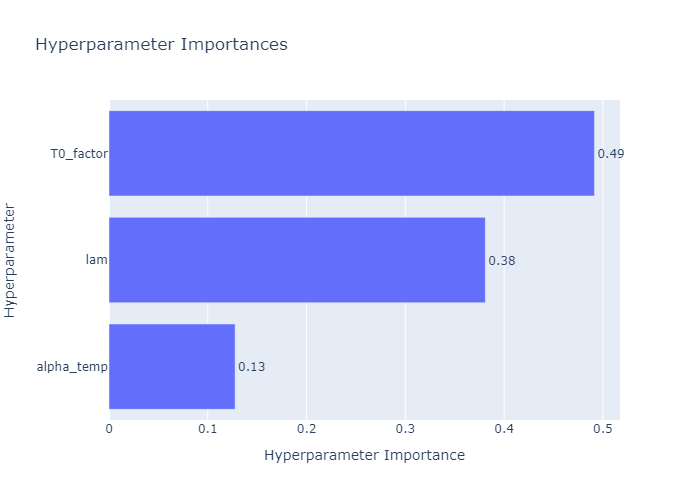 Hyperparameter Importances
Hyperparameter
T0_factor
0.49
lam
0.38
alpha_temp
0.13
0
0.1
0.2
0.3
0.4
0.5
Hyperparameter Importance